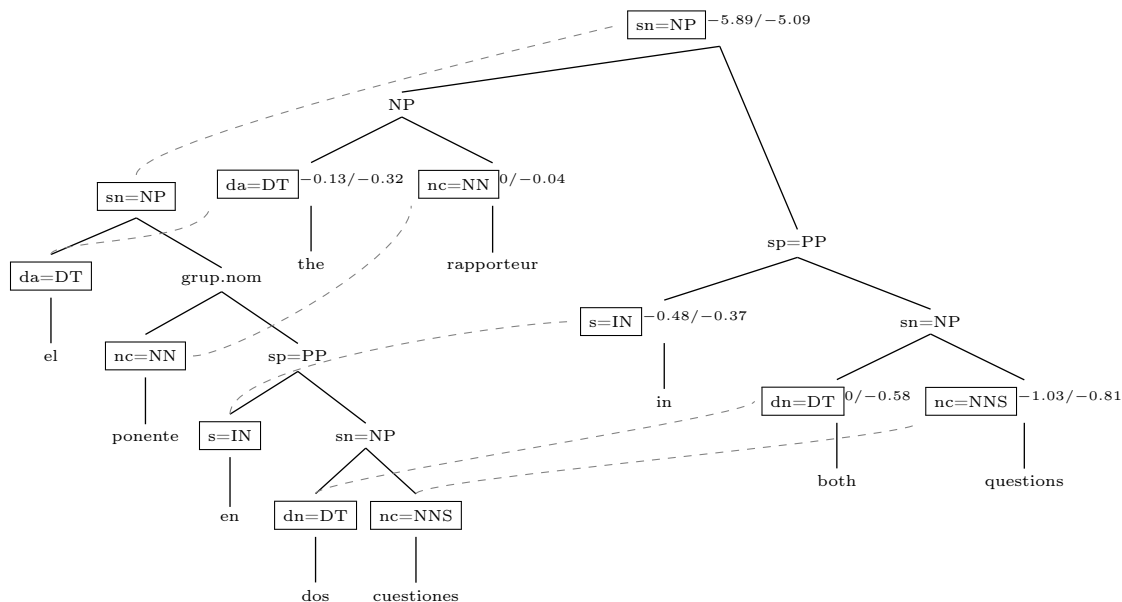 sn=NP −5.89/−5.09
NP
da=DT −0.13/−0.32 nc=NN 0/−0.04
sn=NP
sp=PP
the rapporteur
da=DT grup.nom
s=IN −0.48/−0.37 sn=NP
el nc=NN sp=PP
in dn=DT 0/−0.58 nc=NNS −1.03/−0.81
ponente s=IN sn=NP
both questions
en dn=DT nc=NNS
dos cuestiones